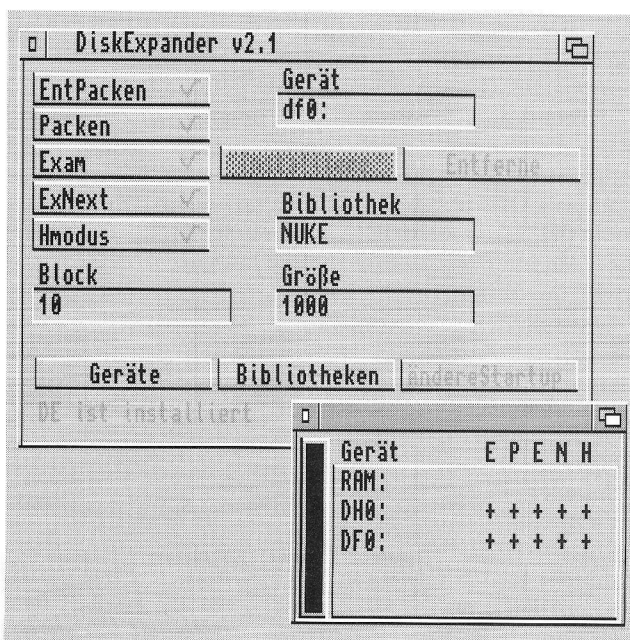 DiskExpander v2.1
EntPacken
Packen
Exam
ExNext
Hmodus
Gerät
df0:
Entferne
Bibliothek
NUKE
Block
10
Größe
1000
Geräte
Bibliotheken
ändereStartup
DE ist installiert
Gerät E P E N H
RAM:
DH0: + + + + +
DF0: + + + + +